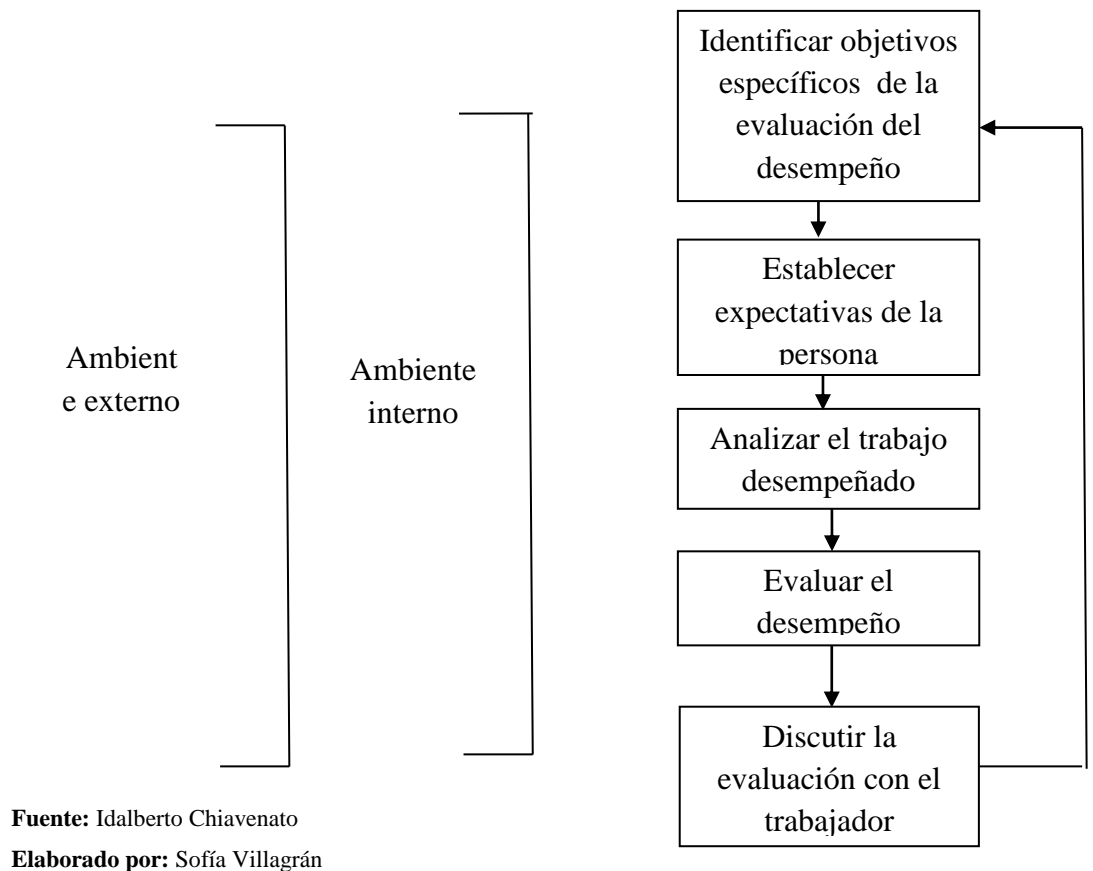 Identificar objetivos
específicos de la
evaluación del
desempeño
Establecer
expectativas de la
persona
Ambient
e externo
Ambiente
interno
Analizar el trabajo
desempeñado
Evaluar el
desempeño
Discutir la
evaluación con el
trabajador
Fuente: Idalberto Chiavenato
Elaborado por: Sofía Villagrán